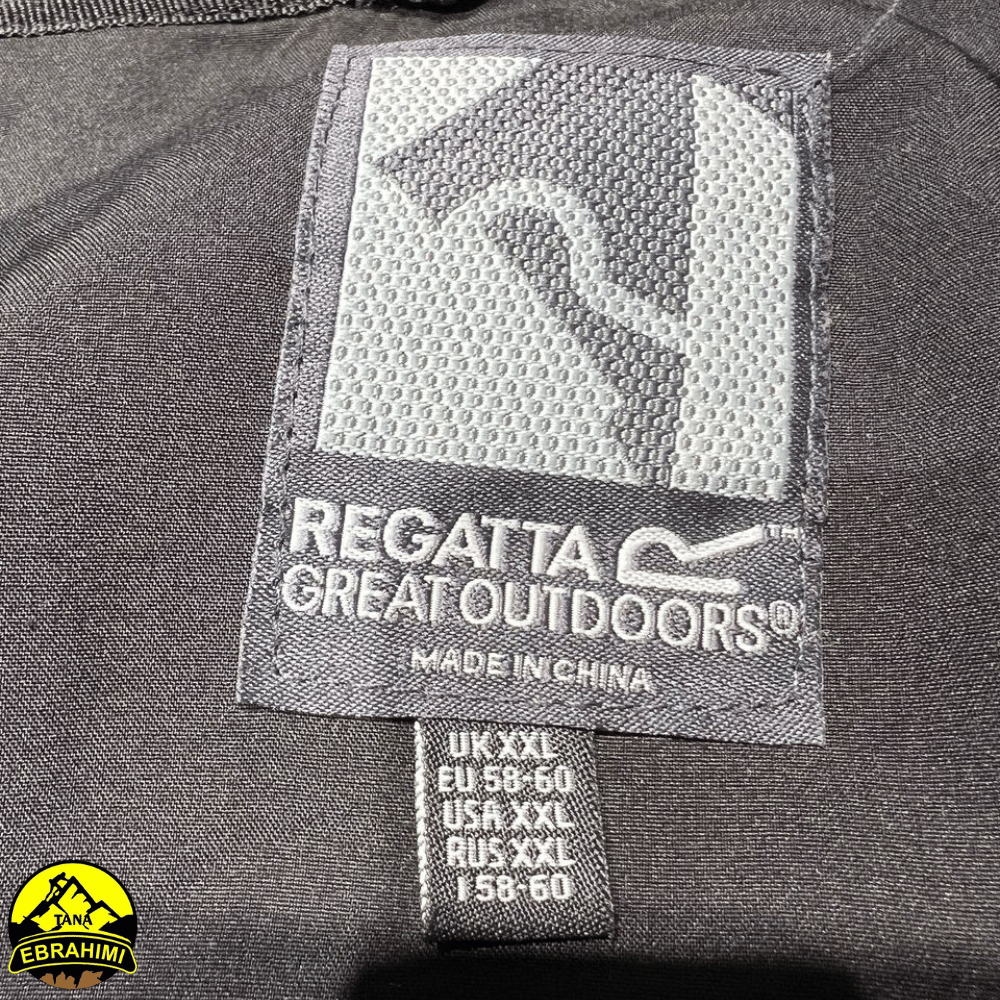 REGATTA R™
GREAT OUTDOORS®
MADE IN CHINA
UK XXL
EU 58-60
USA XXL
RUS XXL
I 58-60
TANA
EBRAHIMI